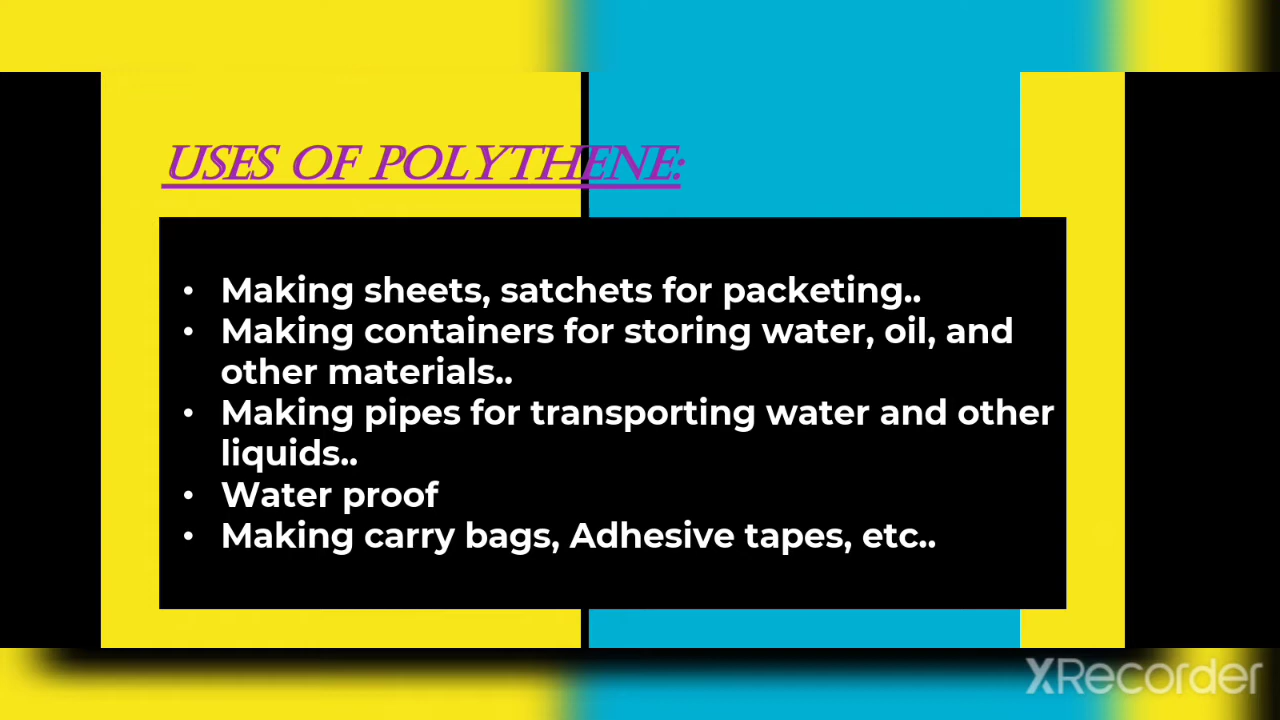 USES OF POLYTHENE:
• Making sheets, satchets for packeting..
• Making containers for storing water, oil, and
other materials..
• Making pipes for transporting water and other
liquids..
• Water proof
• Making carry bags, Adhesive tapes, etc..
XRecorder